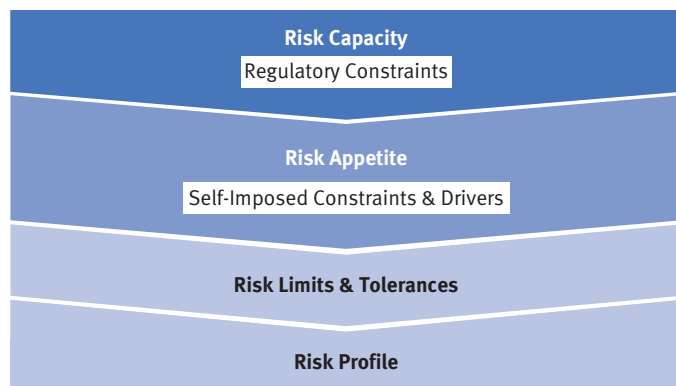 Risk Capacity
Regulatory Constraints
Risk Appetite
Self-Imposed Constraints & Drivers
Risk Limits & Tolerances
Risk Profile